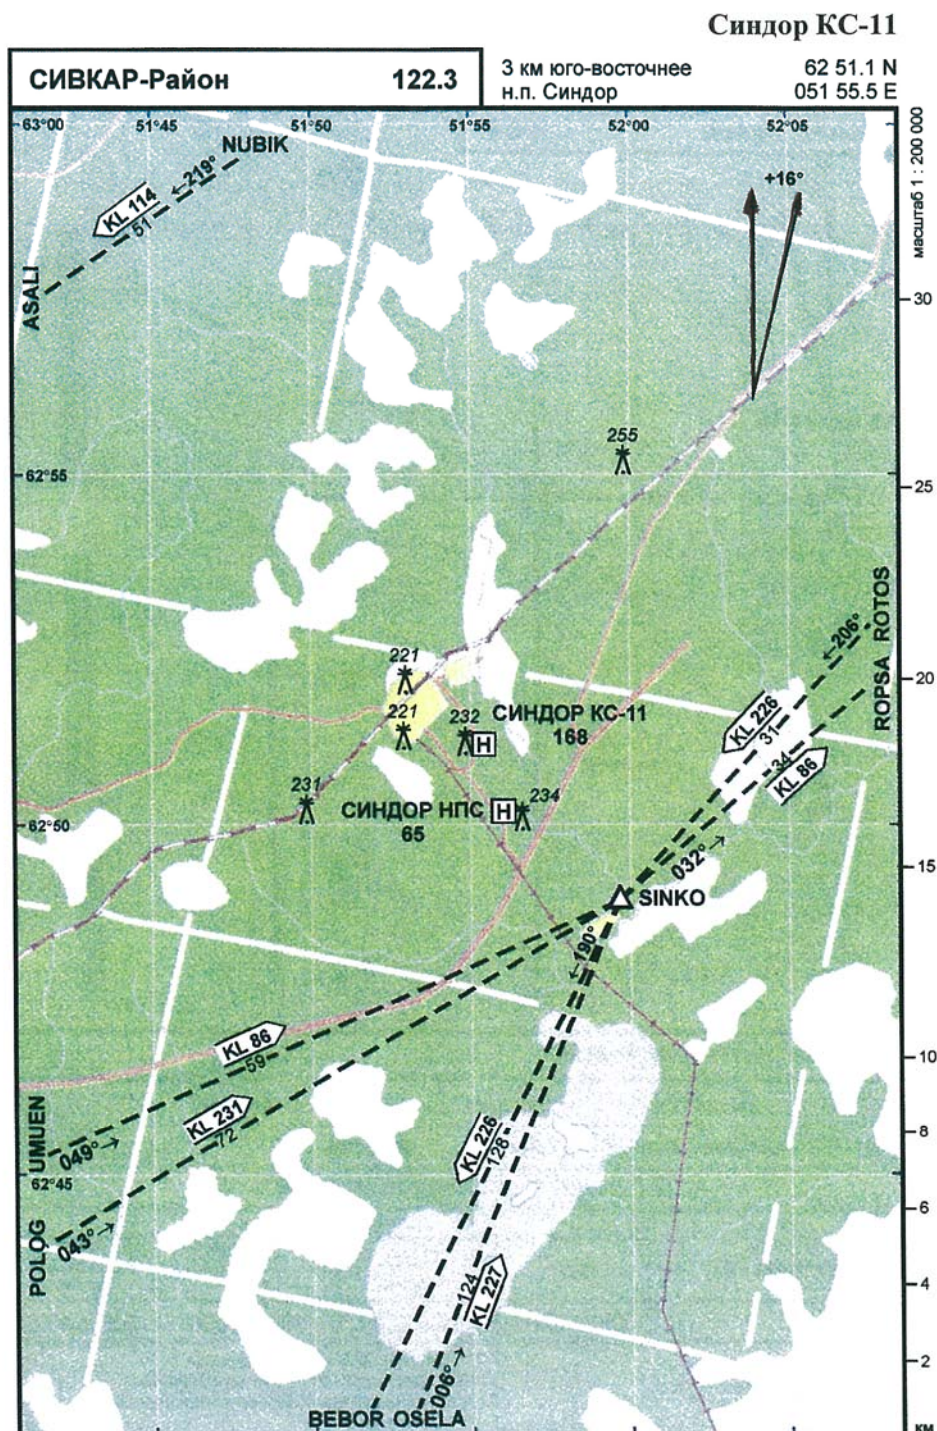 Синдор КС-11
СИВКАР-Район 122.3
3 км юго-восточнее 62 51.1 N
н.п. Синдор 051 55.5 E
63°00 51°45 51°50 51°55 52°00 52°05
масштаб 1 : 200 000
NUBIK
←219°
KL 114
51
ASALI
+16°
30
255
62°55
25
ROPSA ROTOS
←206°
221
20
221
232
H
СИНДОР КС-11
168
KL 226
31
34
KL 86
231
СИНДОР НПС
65
H
234
62°50
032°→
15
SINKO
←190°
KL 86
59
10
KL 231
72
UMUEN
049°→
KL 226
128
8
62°45
6
POLOG
043°→
124
KL 227
4
006°→
2
BEBOR OSELA
км